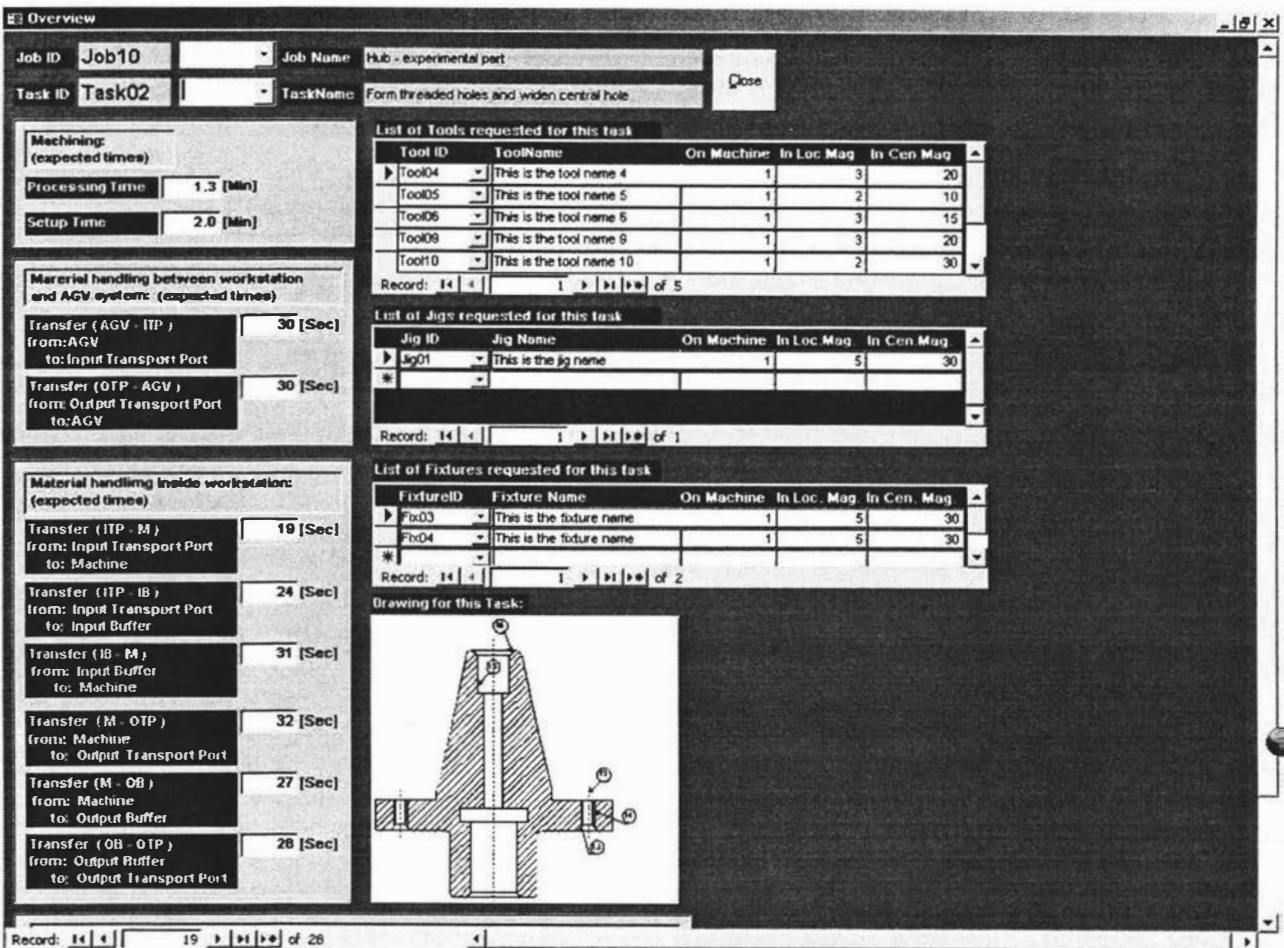 Overview
Job ID Job10 Job Name Hub - experimental part
Close
Task ID Task02 TaskName Form threaded holes and widen central hole
Machining:
(expected times)
Processing Time 1.3 [Min]
Setup Time 2.0 [Min]
Marerial handling between workstation
and AGV system: (expected times)
Transfer ( AGV - ITP ) 30 [Sec]
from:AGV
to:Input Transport Port
Transfer (OTP - AGV ) 30 [Sec]
from: Output Transport Port
to:AGV
Material handlimg inside workstation:
(expected times)
Transfer ( ITP - M ) 19 [Sec]
from: Input Transport Port
to: Machine
Transfer ( ITP - IB ) 24 [Sec]
from: Input Transport Port
to: Input Buffer
Transfer ( IB - M ) 31 [Sec]
from: Input Buffer
to: Machine
Transfer ( M - OTP ) 32 [Sec]
from: Machine
to: Output Transport Port
Transfer (M - OB ) 27 [Sec]
from: Machine
to: Output Buffer
Transfer ( OB - OTP ) 28 [Sec]
from: Output Buffer
to: Output Transport Port
List of Tools requested for this task
Tool ID ToolName On Machine In Loc Mag In Cen Mag
Tool04 This is the tool name 4 1 3 20
Tool05 This is the tool name 5 1 2 10
Tool06 This is the tool name 6 1 3 15
Tool09 This is the tool name 9 1 3 20
Tool10 This is the tool name 10 1 2 30
Record: 1 of 5
List of Jigs requested for this task
Jig ID Jig Name On Machine In Loc.Mag. In Cen.Mag.
Jig01 This is the jig name 1 5 30
Record: 1 of 1
List of Fixtures requested for this task
FixtureID Fixture Name On Machine In Loc. Mag. In Cen. Mag.
Fix03 This is the fixture name 1 5 30
Fix04 This is the fixture name 1 5 30
Record: 1 of 2
Drawing for this Task:
Record: 19 of 28